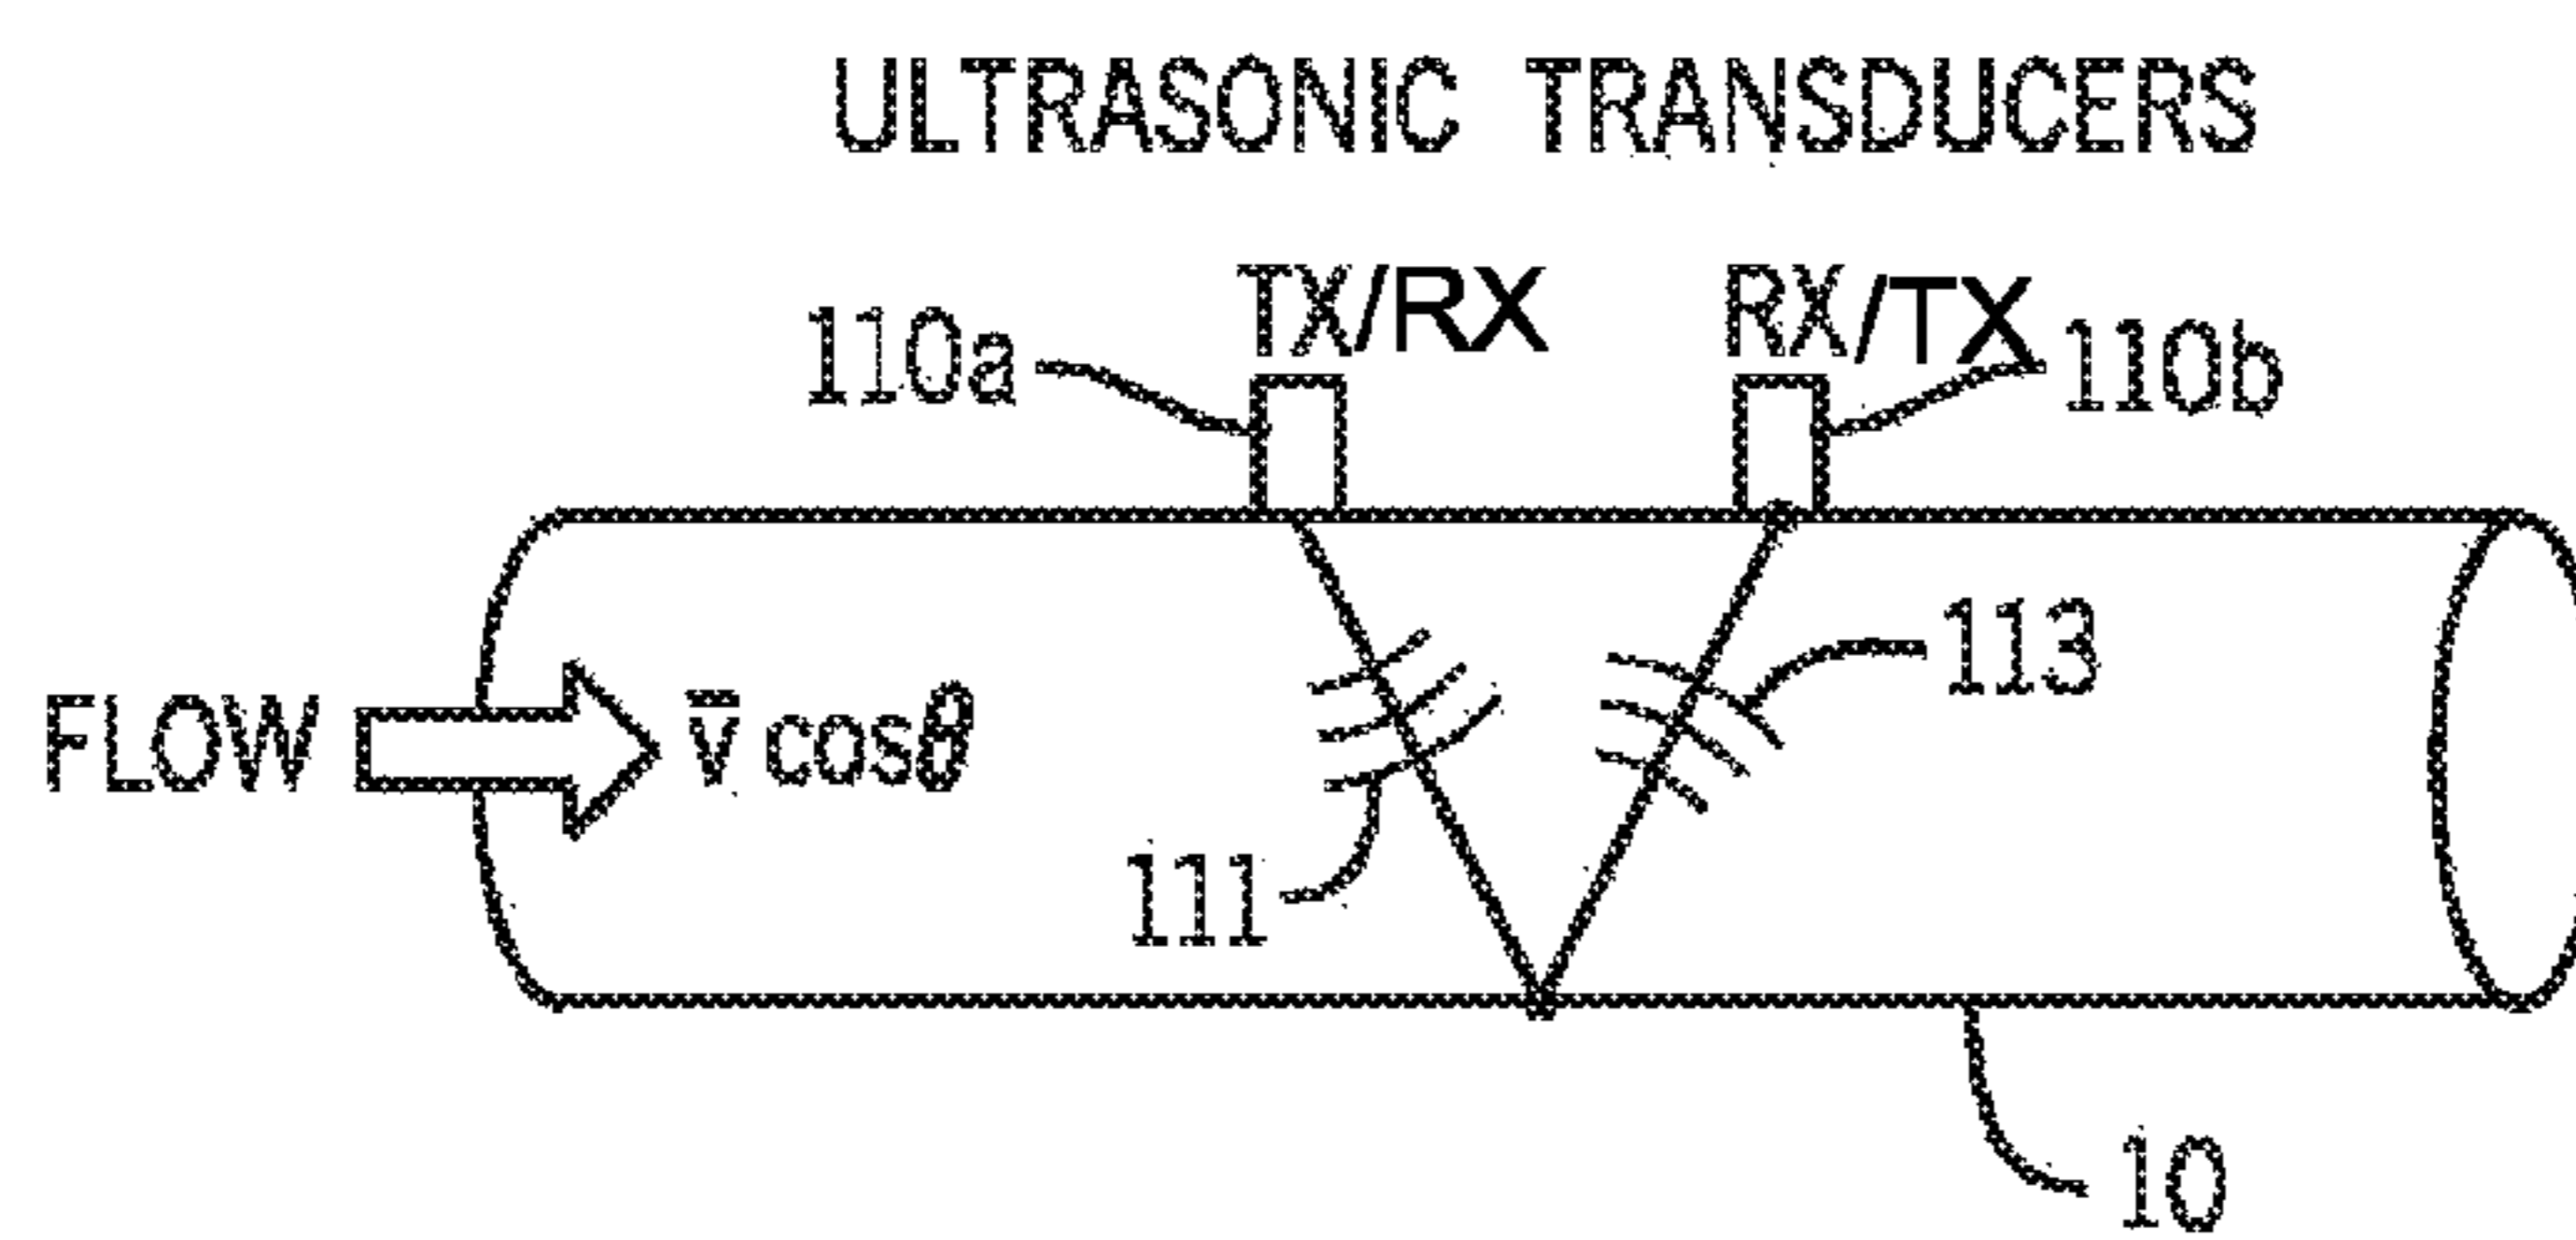 ULTRASONIC TRANSDUCERS
TX/RX RX/TX
110a 110b
113
FLOW v̄ cosθ
111
10